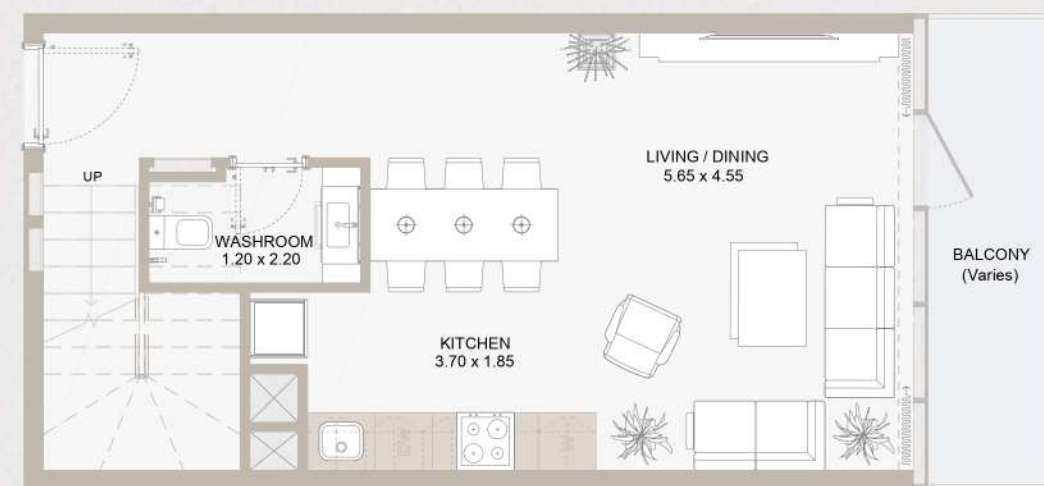 UP
WASHROOM
1.20 x 2.20
LIVING / DINING
5.65 x 4.55
KITCHEN
3.70 x 1.85
BALCONY
(Varies)